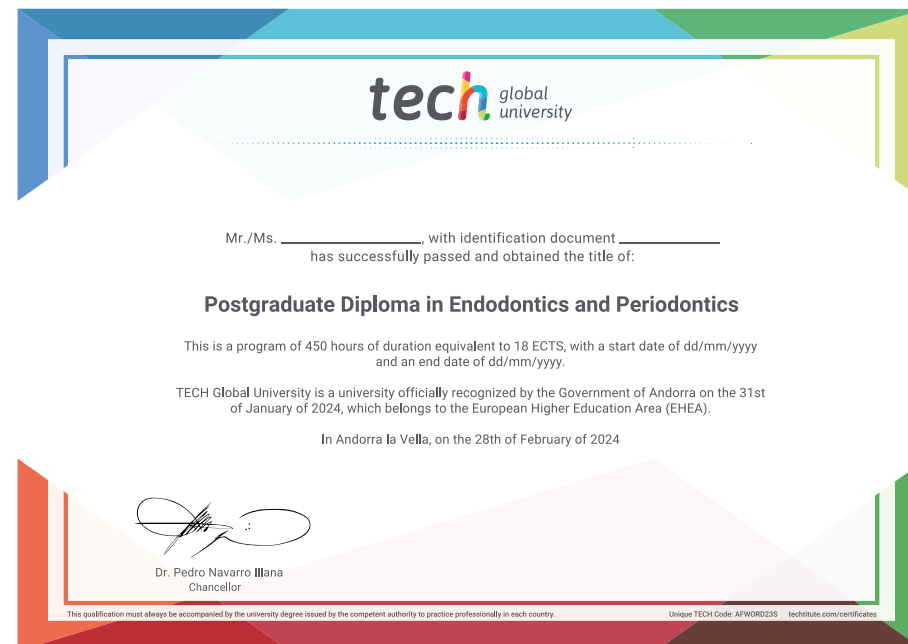 tech global university
Mr./Ms. ____________________, with identification document ______________
has successfully passed and obtained the title of:
Postgraduate Diploma in Endodontics and Periodontics
This is a program of 450 hours of duration equivalent to 18 ECTS, with a start date of dd/mm/yyyy
and an end date of dd/mm/yyyy.
TECH Global University is a university officially recognized by the Government of Andorra on the 31st
of January of 2024, which belongs to the European Higher Education Area (EHEA).
In Andorra la Vella, on the 28th of February of 2024
Dr. Pedro Navarro Illana
Chancellor
This qualification must always be accompanied by the university degree issued by the competent authority to practice professionally in each country. Unique TECH Code: AFWORD23S techtitute.com/certificates